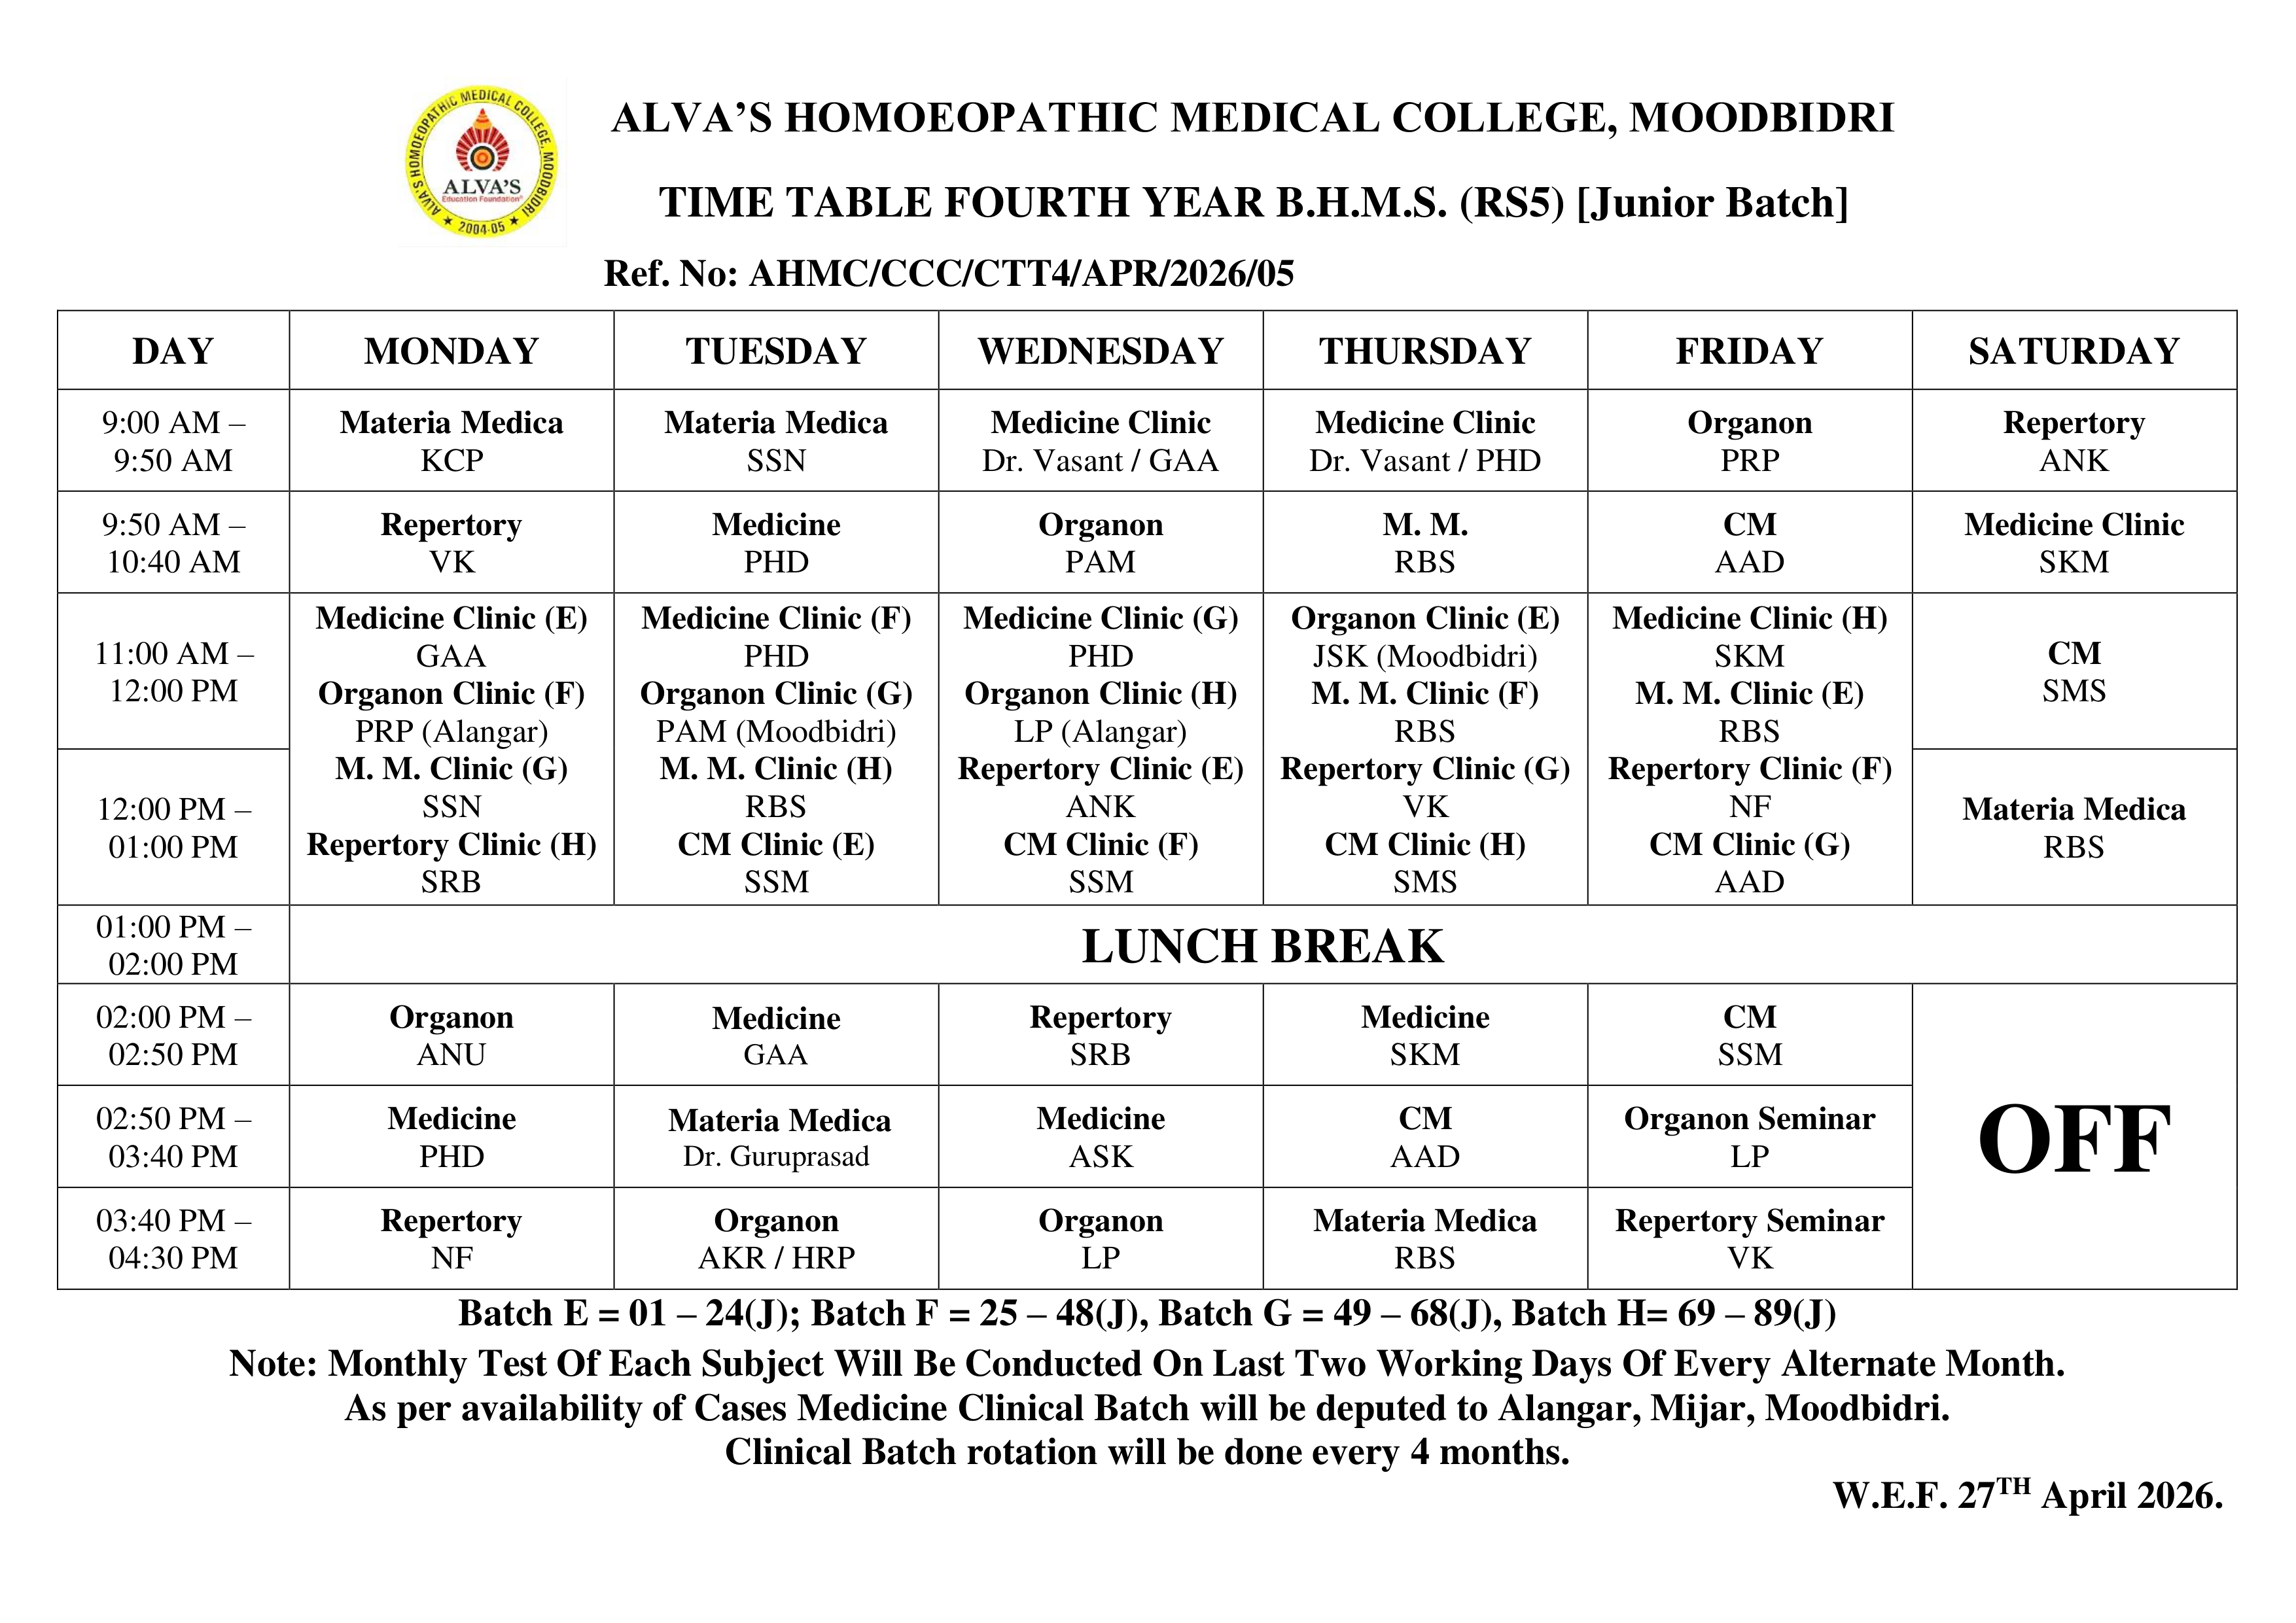 ALVA'S HOMOEOPATHIC MEDICAL COLLEGE, MOODBIDRI
ALVA'S
Education Foundation®
★ 2004-05 ★
ALVA’S HOMOEOPATHIC MEDICAL COLLEGE, MOODBIDRI
TIME TABLE FOURTH YEAR B.H.M.S. (RS5) [Junior Batch]
Ref. No: AHMC/CCC/CTT4/APR/2026/05
DAY MONDAY TUESDAY WEDNESDAY THURSDAY FRIDAY SATURDAY
9:00 AM – Materia Medica Materia Medica Medicine Clinic Medicine Clinic Organon Repertory
9:50 AM KCP SSN Dr. Vasant / GAA Dr. Vasant / PHD PRP ANK
9:50 AM – Repertory Medicine Organon M. M. CM Medicine Clinic
10:40 AM VK PHD PAM RBS AAD SKM
11:00 AM –
12:00 PM
12:00 PM –
01:00 PM
Medicine Clinic (E)
GAA
Organon Clinic (F)
PRP (Alangar)
M. M. Clinic (G)
SSN
Repertory Clinic (H)
SRB
Medicine Clinic (F)
PHD
Organon Clinic (G)
PAM (Moodbidri)
M. M. Clinic (H)
RBS
CM Clinic (E)
SSM
Medicine Clinic (G)
PHD
Organon Clinic (H)
LP (Alangar)
Repertory Clinic (E)
ANK
CM Clinic (F)
SSM
Organon Clinic (E)
JSK (Moodbidri)
M. M. Clinic (F)
RBS
Repertory Clinic (G)
VK
CM Clinic (H)
SMS
Medicine Clinic (H)
SKM
M. M. Clinic (E)
RBS
Repertory Clinic (F)
NF
CM Clinic (G)
AAD
CM
SMS
Materia Medica
RBS
01:00 PM –
02:00 PM
LUNCH BREAK
02:00 PM – Organon Medicine Repertory Medicine CM
02:50 PM ANU GAA SRB SKM SSM
02:50 PM – Medicine Materia Medica Medicine CM Organon Seminar
03:40 PM PHD Dr. Guruprasad ASK AAD LP
03:40 PM – Repertory Organon Organon Materia Medica Repertory Seminar
04:30 PM NF AKR / HRP LP RBS VK
OFF
Batch E = 01 – 24(J); Batch F = 25 – 48(J), Batch G = 49 – 68(J), Batch H= 69 – 89(J)
Note: Monthly Test Of Each Subject Will Be Conducted On Last Two Working Days Of Every Alternate Month.
As per availability of Cases Medicine Clinical Batch will be deputed to Alangar, Mijar, Moodbidri.
Clinical Batch rotation will be done every 4 months.
W.E.F. 27TH April 2026.